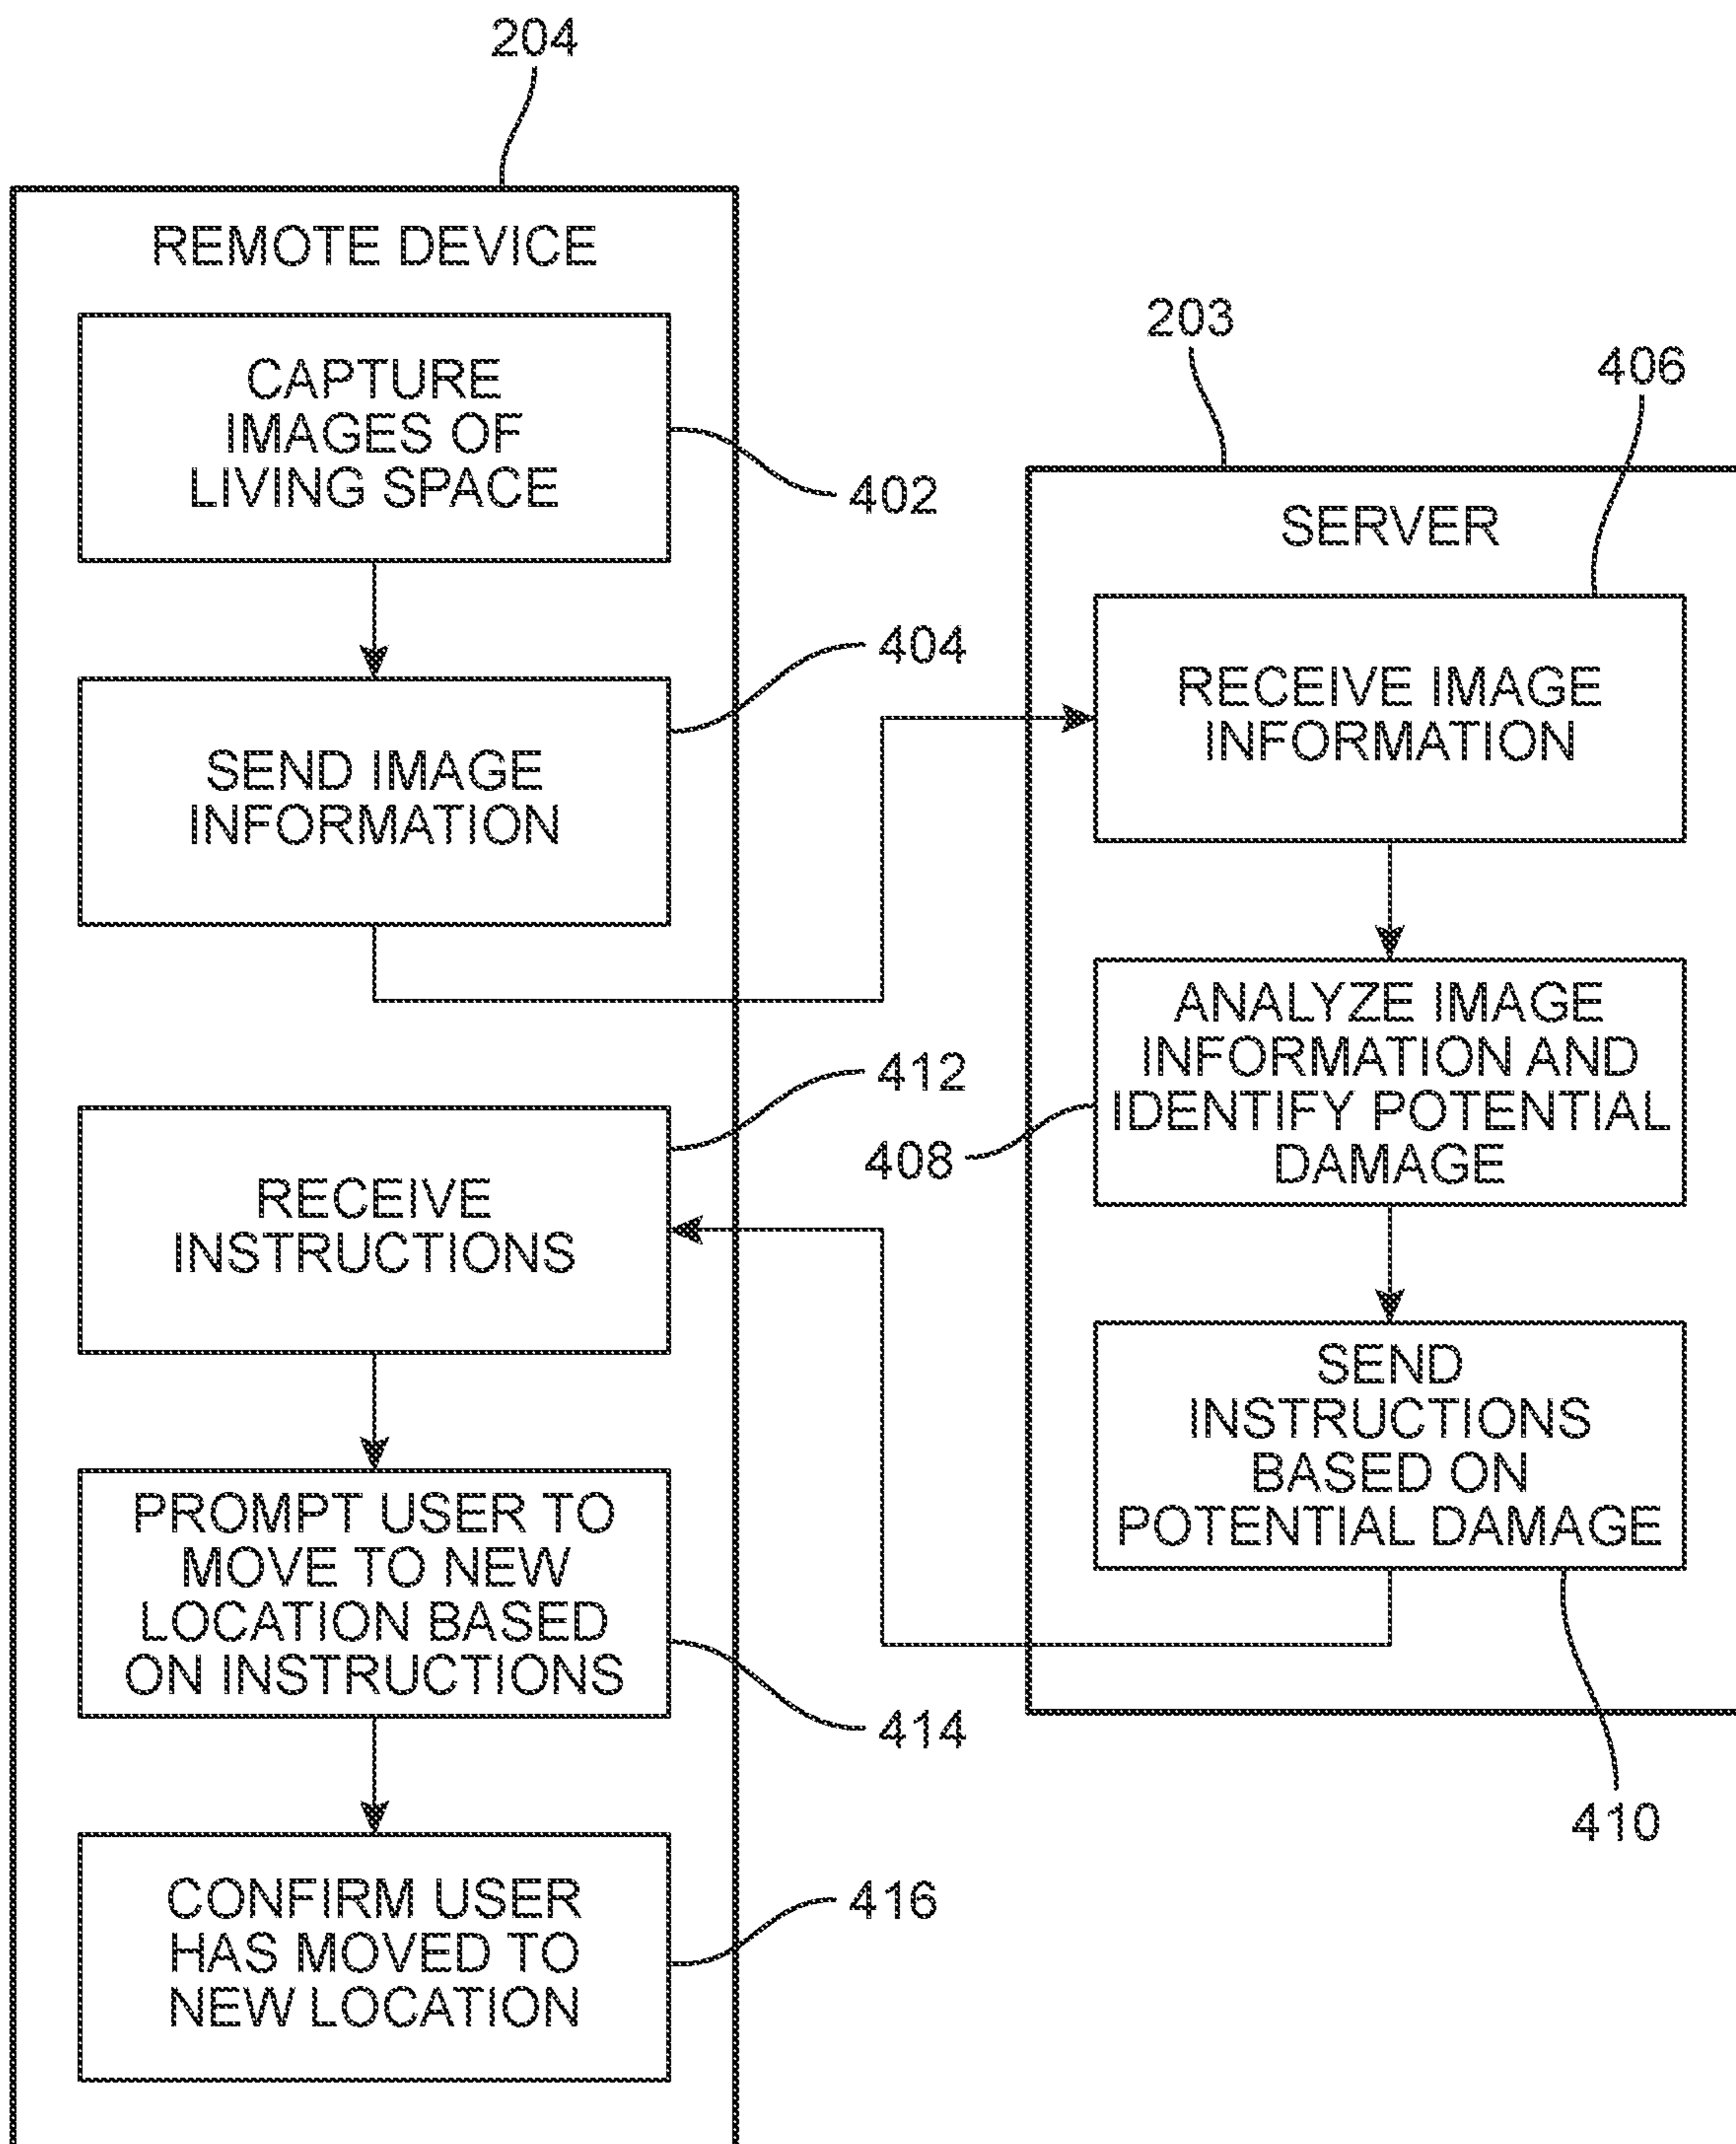 204
REMOTE DEVICE
CAPTURE
IMAGES OF
LIVING SPACE
402
SEND IMAGE
INFORMATION
404
203
SERVER
406
RECEIVE IMAGE
INFORMATION
ANALYZE IMAGE
INFORMATION AND
IDENTIFY POTENTIAL
DAMAGE
408
SEND
INSTRUCTIONS
BASED ON
POTENTIAL DAMAGE
410
412
RECEIVE
INSTRUCTIONS
PROMPT USER TO
MOVE TO NEW
LOCATION BASED
ON INSTRUCTIONS
414
CONFIRM USER
HAS MOVED TO
NEW LOCATION
416